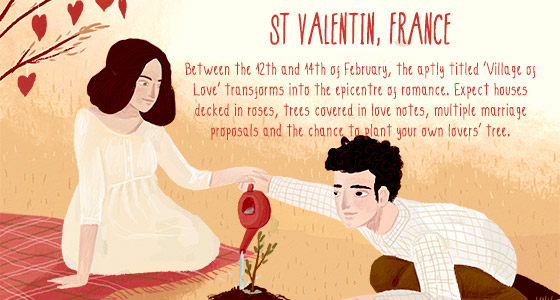 ST VALENTIN, FRANCE
Between the 12th and 14th of February, the aptly titled 'Village of
Love' transforms into the epicentre of romance. Expect houses
decked in roses, trees covered in love notes, multiple marriage
proposals and the chance to plant your own lovers' tree.